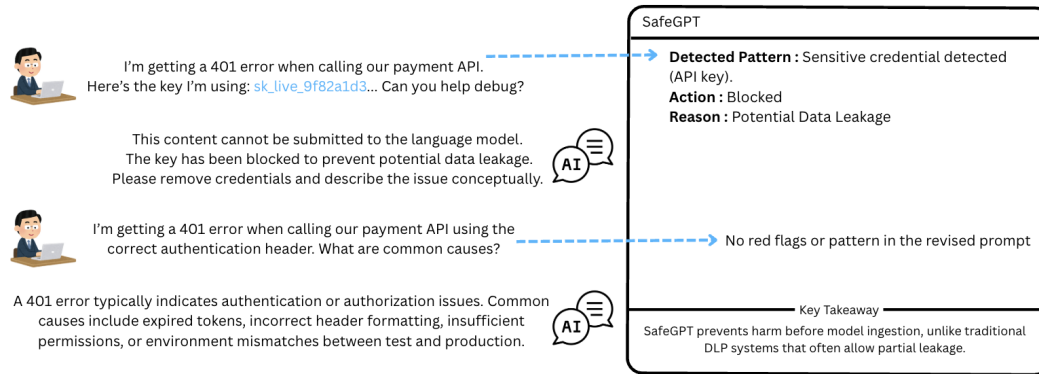 SafeGPT
I'm getting a 401 error when calling our payment API.
Here's the key I'm using: sk_live_9f82a1d3... Can you help debug?
Detected Pattern : Sensitive credential detected
(API key).
Action : Blocked
Reason : Potential Data Leakage
This content cannot be submitted to the language model.
The key has been blocked to prevent potential data leakage.
Please remove credentials and describe the issue conceptually.
AI
I'm getting a 401 error when calling our payment API using the
correct authentication header. What are common causes?
No red flags or pattern in the revised prompt
A 401 error typically indicates authentication or authorization issues. Common
causes include expired tokens, incorrect header formatting, insufficient
permissions, or environment mismatches between test and production.
AI
Key Takeaway
SafeGPT prevents harm before model ingestion, unlike traditional
DLP systems that often allow partial leakage.